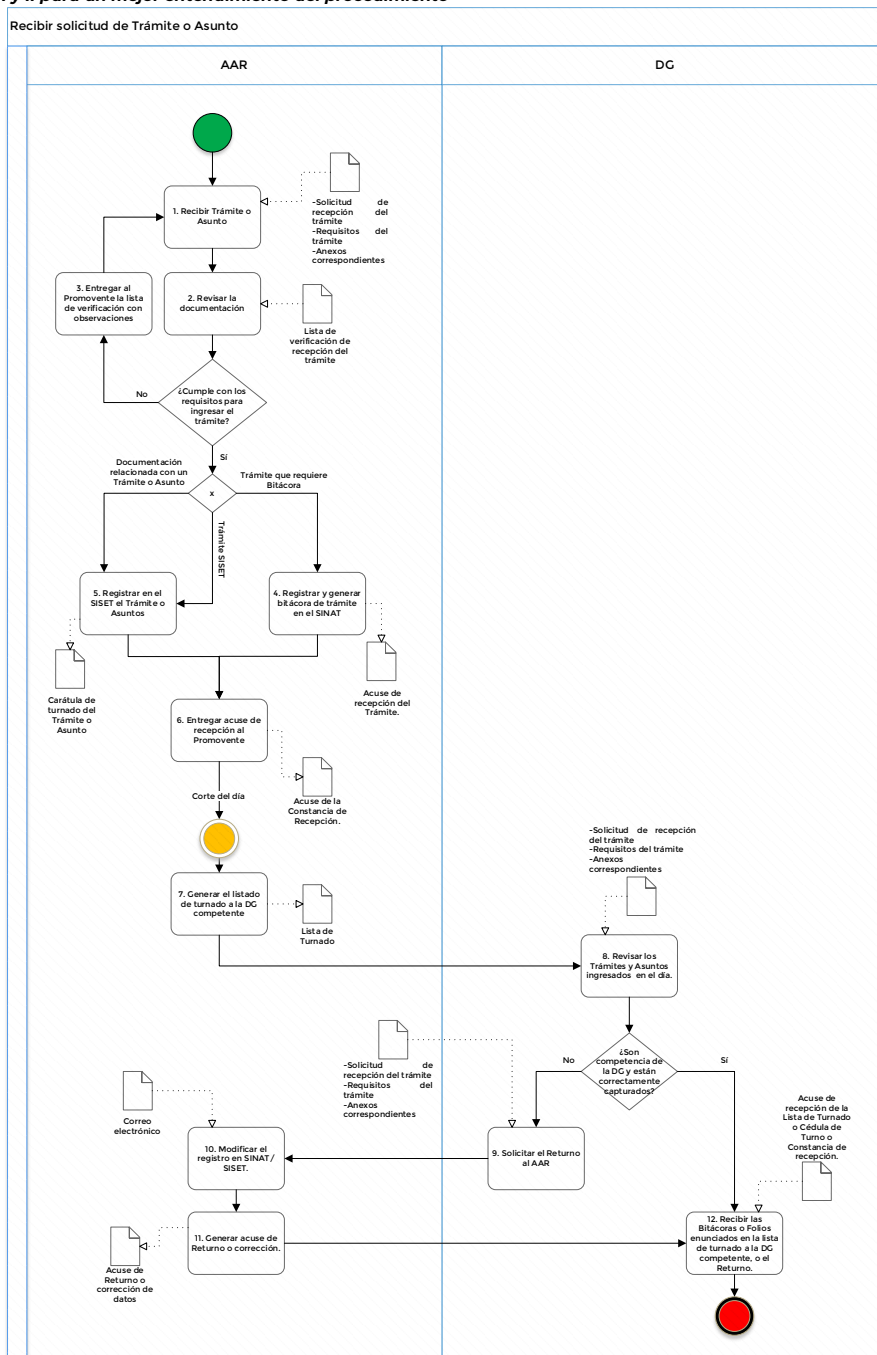 y II para un mejor entendimiento del procedimiento
Recibir solicitud de Trámite o Asunto
AAR
DG
-Solicitud de
recepción del
trámite
-Requisitos del
trámite
-Anexos
correspondientes
1. Recibir Trámite o
Asunto
3. Entregar al
Promovente la lista
de verificación con
observaciones
2. Revisar la
documentación
Lista de
verificación de
recepción del
trámite
No
¿Cumple con los
requisitos para
ingresar el
trámite?
Sí
Documentación
relacionada con un
Trámite o Asunto
Trámite que requiere
Bitácora
x
Trámite SISET
5. Registrar en el
SISET el Trámite o
Asuntos
4. Registrar y generar
bitácora de trámite
en el SINAT
Carátula de
turnado del
Trámite o
Asunto
Acuse de
recepción del
Trámite.
6. Entregar acuse de
recepción al
Promovente
Corte del día
Acuse de la
Constancia de
Recepción.
7. Generar el listado
de turnado a la DG
competente
Lista de
Turnado
-Solicitud de recepción
del trámite
-Requisitos del trámite
-Anexos
correspondientes
8. Revisar los
Trámites y Asuntos
ingresados en el día.
¿Son
competencia de
la DG y están
correctamente
capturados?
No
Sí
-Solicitud de
recepción del trámite
-Requisitos del
trámite
-Anexos
correspondientes
Correo
electrónico
Acuse de
recepción de la
Lista de Turnado
o Cédula de
Turno o
Constancia de
recepción.
10. Modificar el
registro en SINAT/
SISET.
9. Solicitar el Returno
al AAR
11. Generar acuse de
Returno o corrección.
Acuse de
Returno o
corrección de
datos
12. Recibir las
Bitácoras o Folios
enunciados en la lista
de turnado a la DG
competente, o el
Returno.